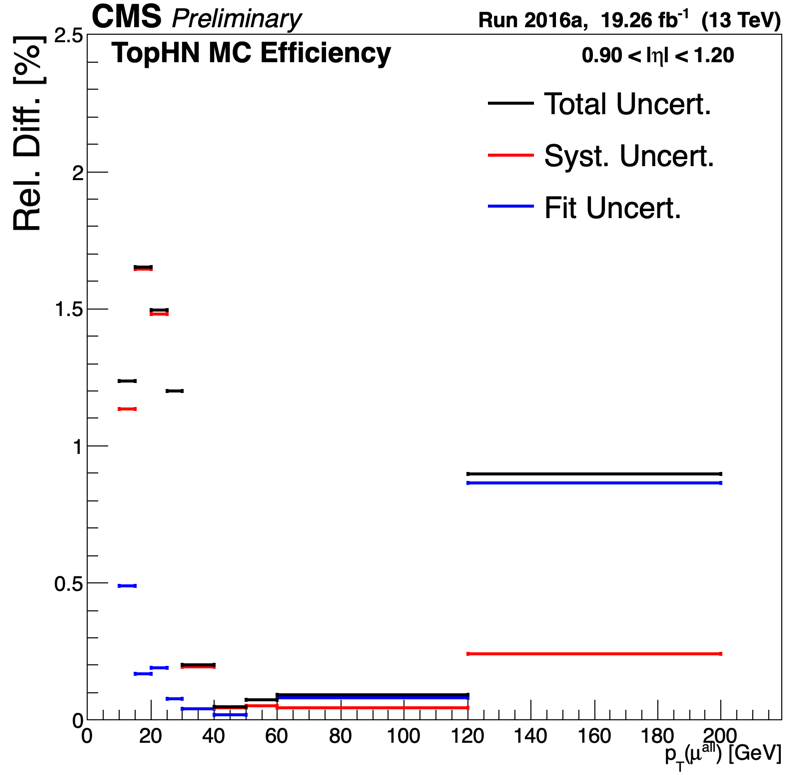 CMS Preliminary
Run 2016a, 19.26 fb⁻¹ (13 TeV)
TopHN MC Efficiency
0.90 < |η| < 1.20
Total Uncert.
Syst. Uncert.
Fit Uncert.
Rel. Diff. [%]
2.5
2
1.5
1
0.5
0
0 20 40 60 80 100 120 140 160 180 200
p_T(μ^all) [GeV]